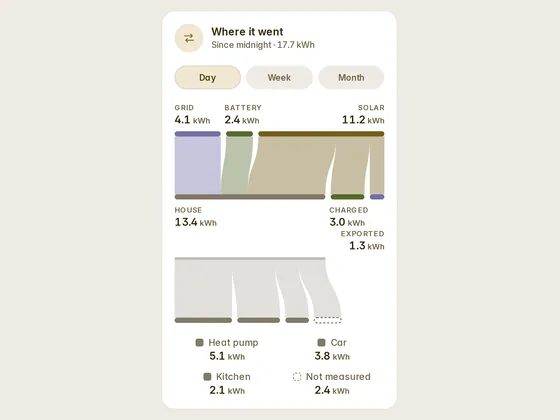 Where it went
Since midnight · 17.7 kWh
Day Week Month
GRID BATTERY SOLAR
4.1 kWh 2.4 kWh 11.2 kWh
HOUSE CHARGED
13.4 kWh 3.0 kWh
EXPORTED
1.3 kWh
Heat pump Car
5.1 kWh 3.8 kWh
Kitchen Not measured
2.1 kWh 2.4 kWh